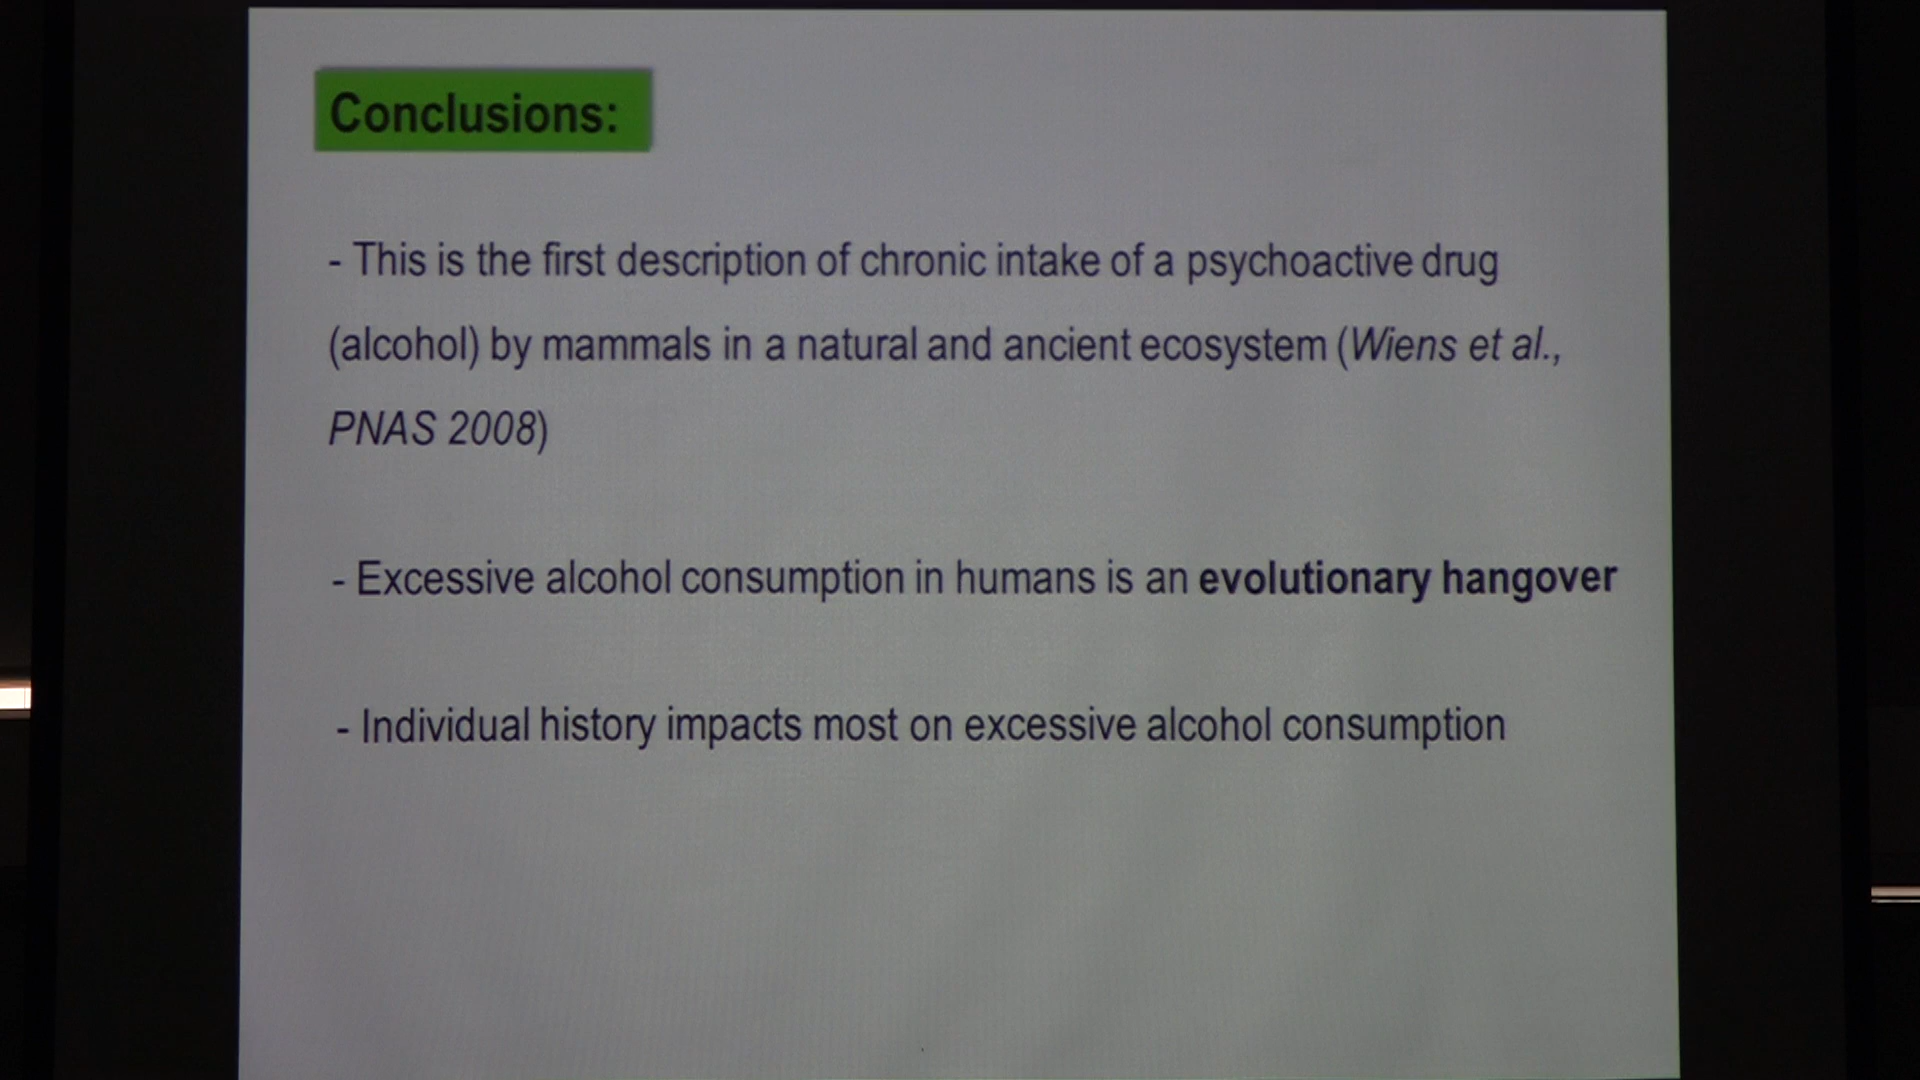 Conclusions:
- This is the first description of chronic intake of a psychoactive drug
(alcohol) by mammals in a natural and ancient ecosystem (Wiens et al.,
PNAS 2008)
- Excessive alcohol consumption in humans is an evolutionary hangover
- Individual history impacts most on excessive alcohol consumption